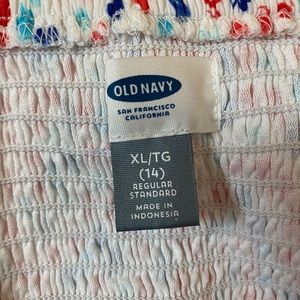 OLD NAVY
SAN FRANCISCO
CALIFORNIA
XL/TG
(14)
REGULAR
STANDARD
MADE IN
INDONESIA